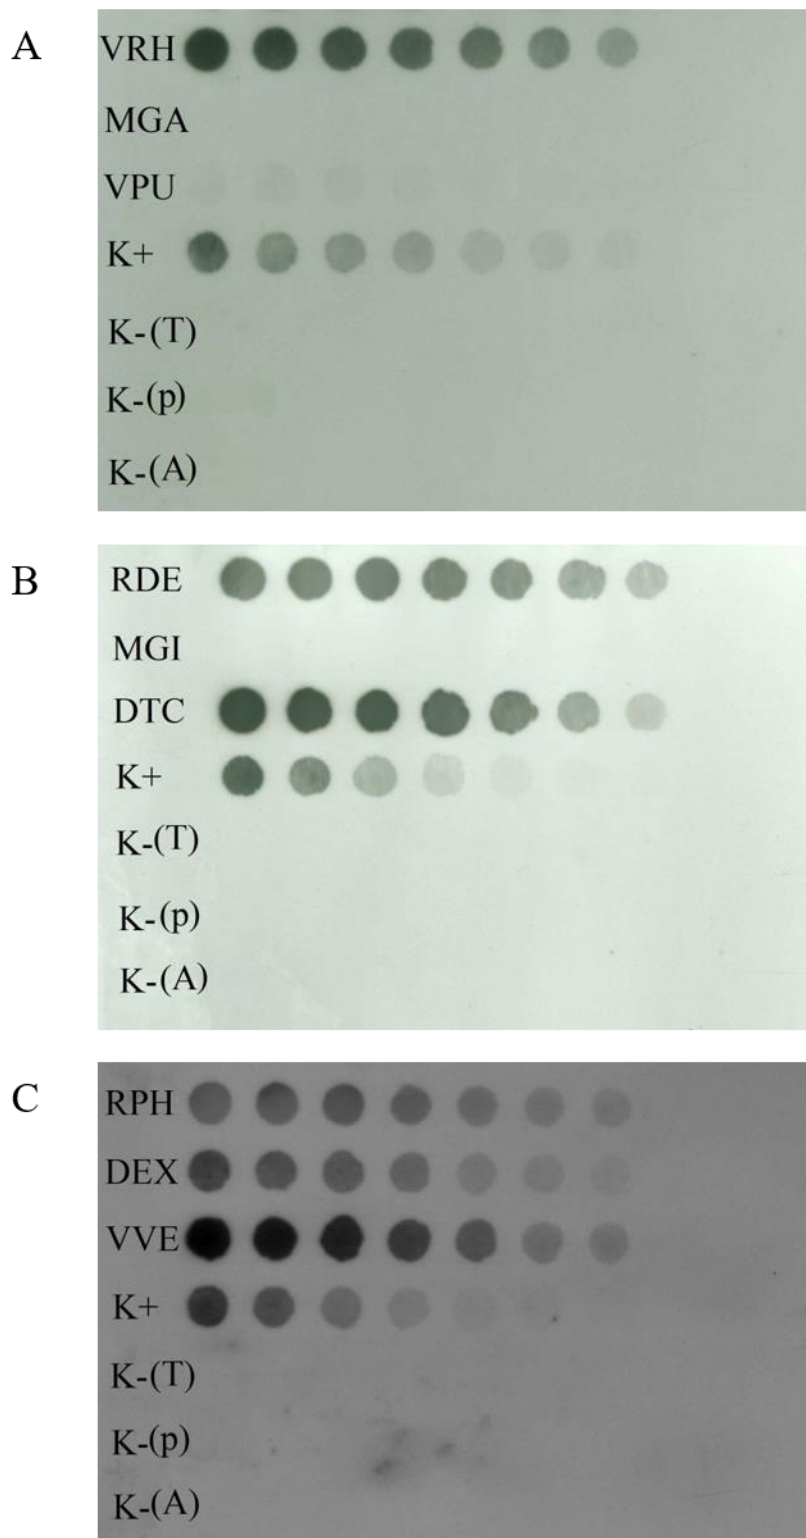 A
VRH
MGA
VPU
K+
K-(T)
K-(p)
K-(A)
B
RDE
MGI
DTC
K+
K-(T)
K-(p)
K-(A)
C
RPH
DEX
VVE
K+
K-(T)
K-(p)
K-(A)